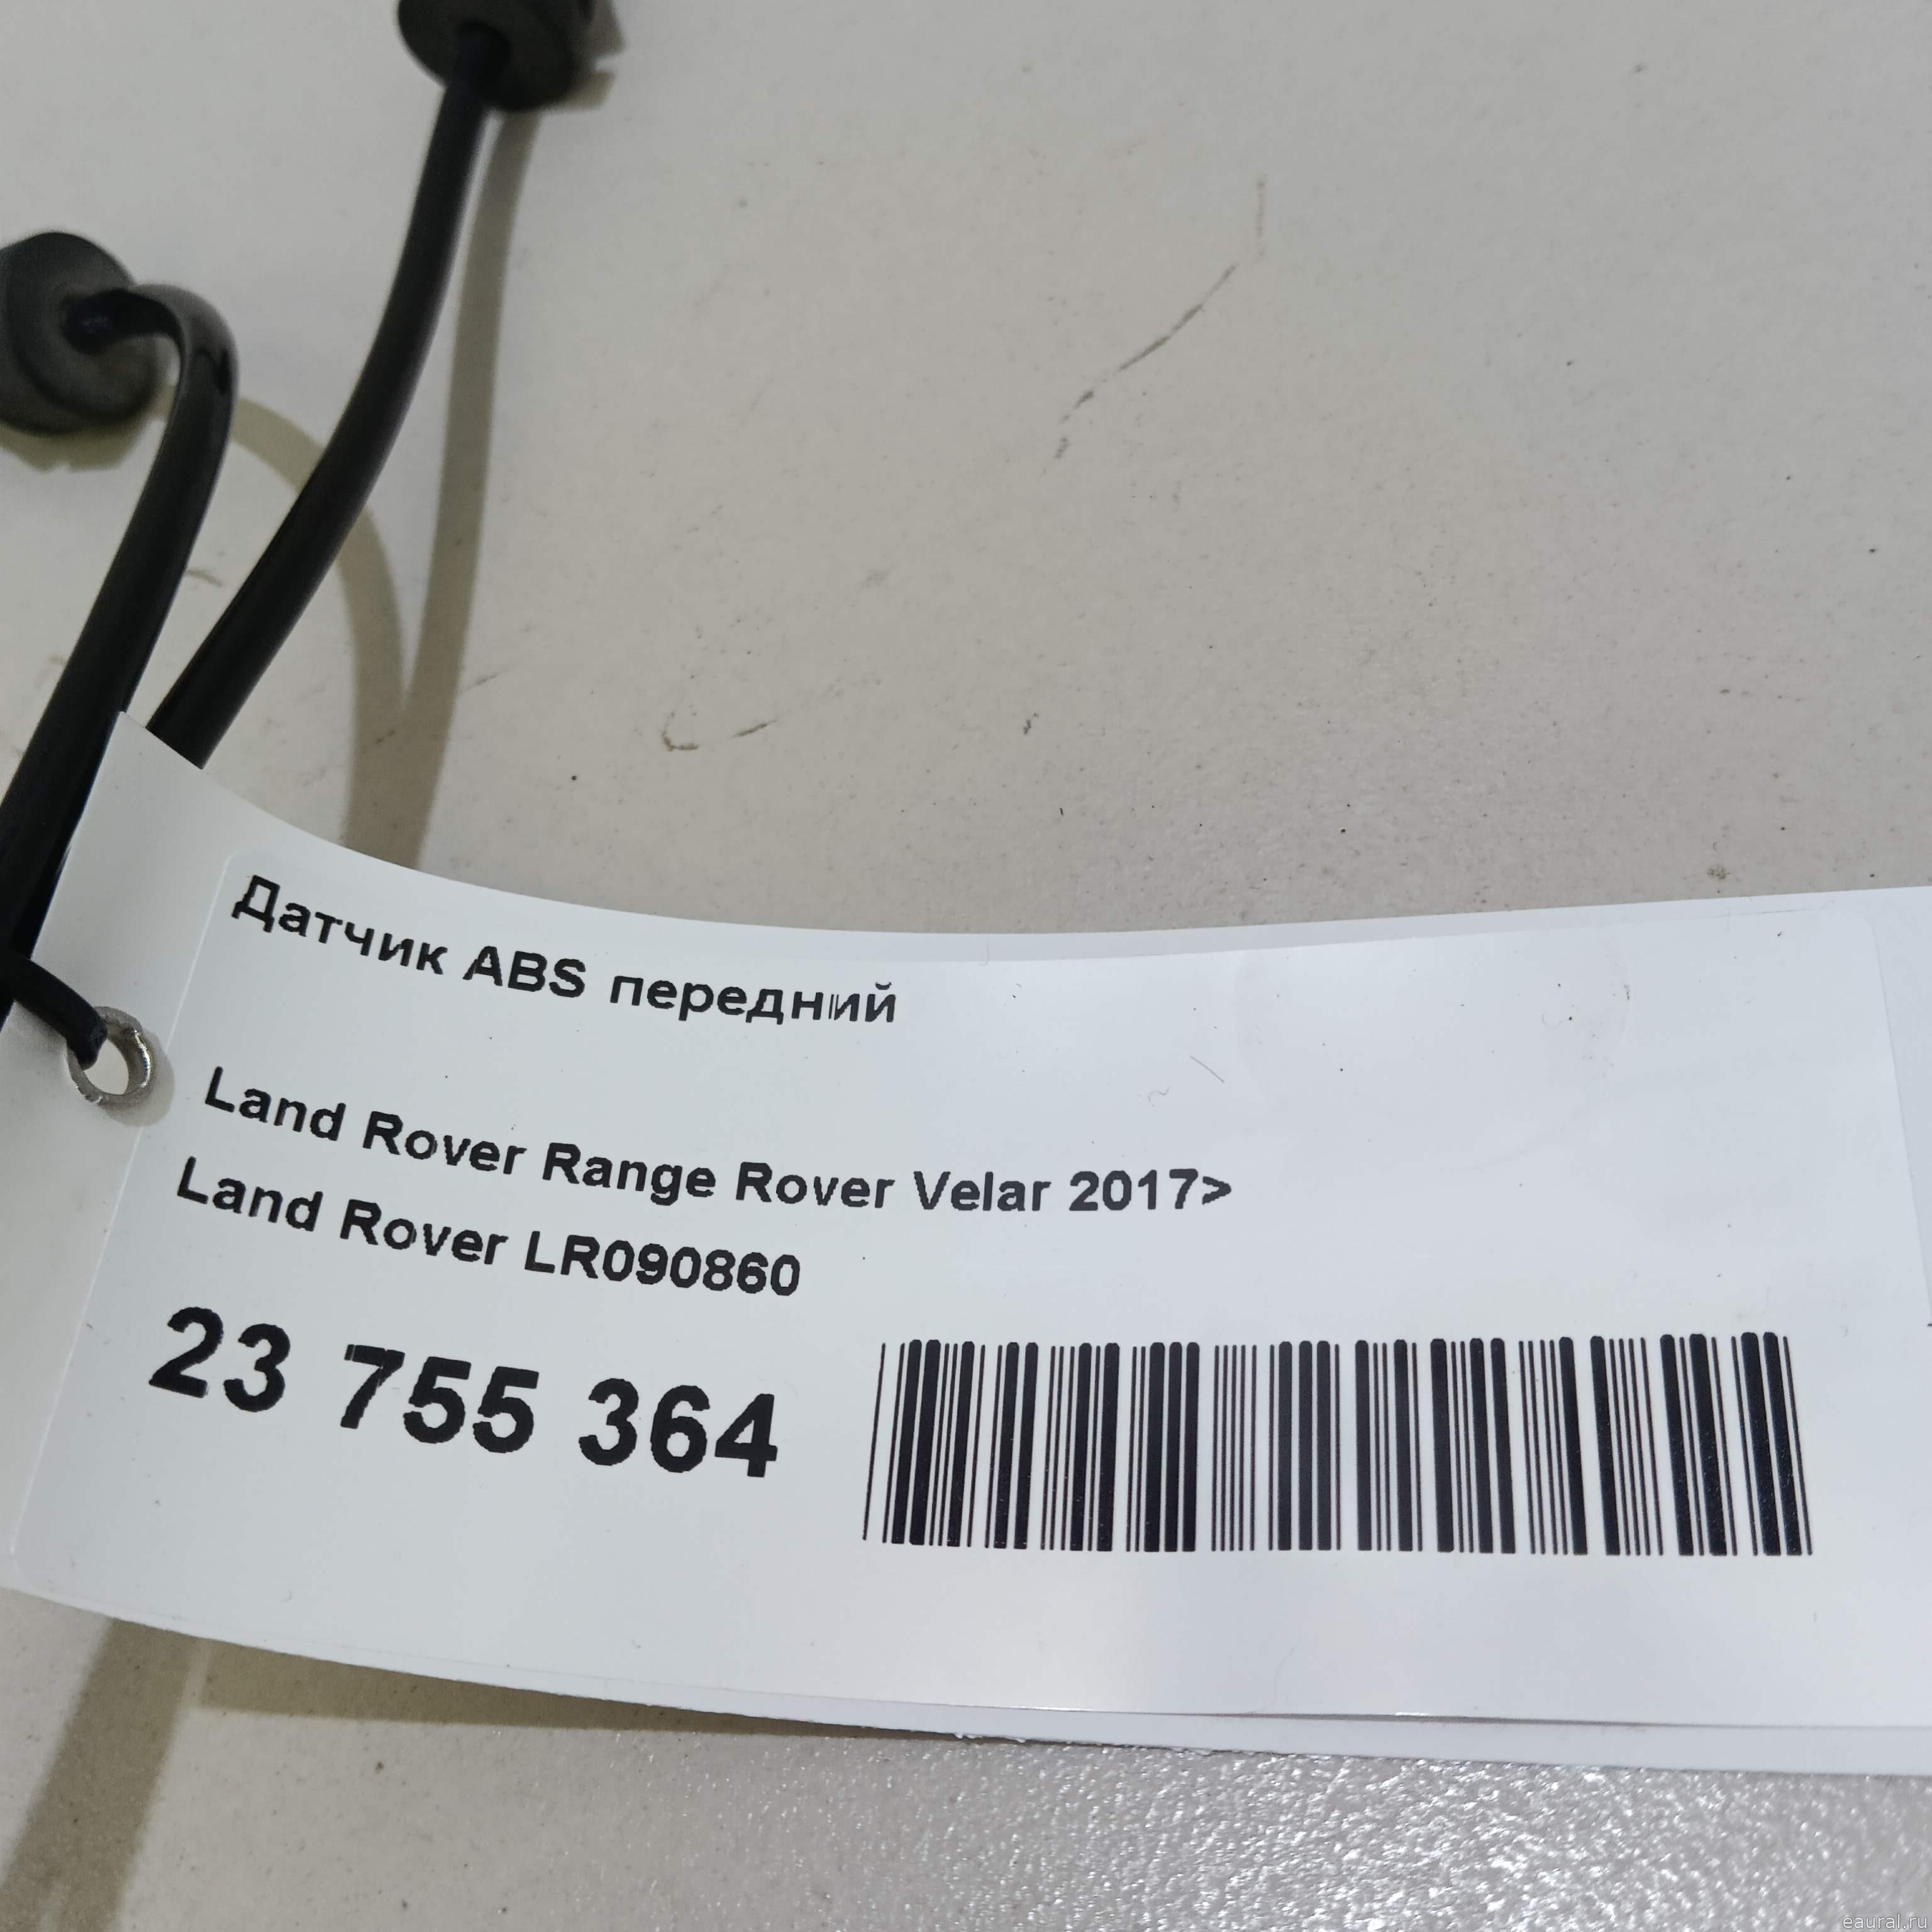 Датчик ABS передний
Land Rover Range Rover Velar 2017>
Land Rover LR090860
23 755 364
eaural.ru